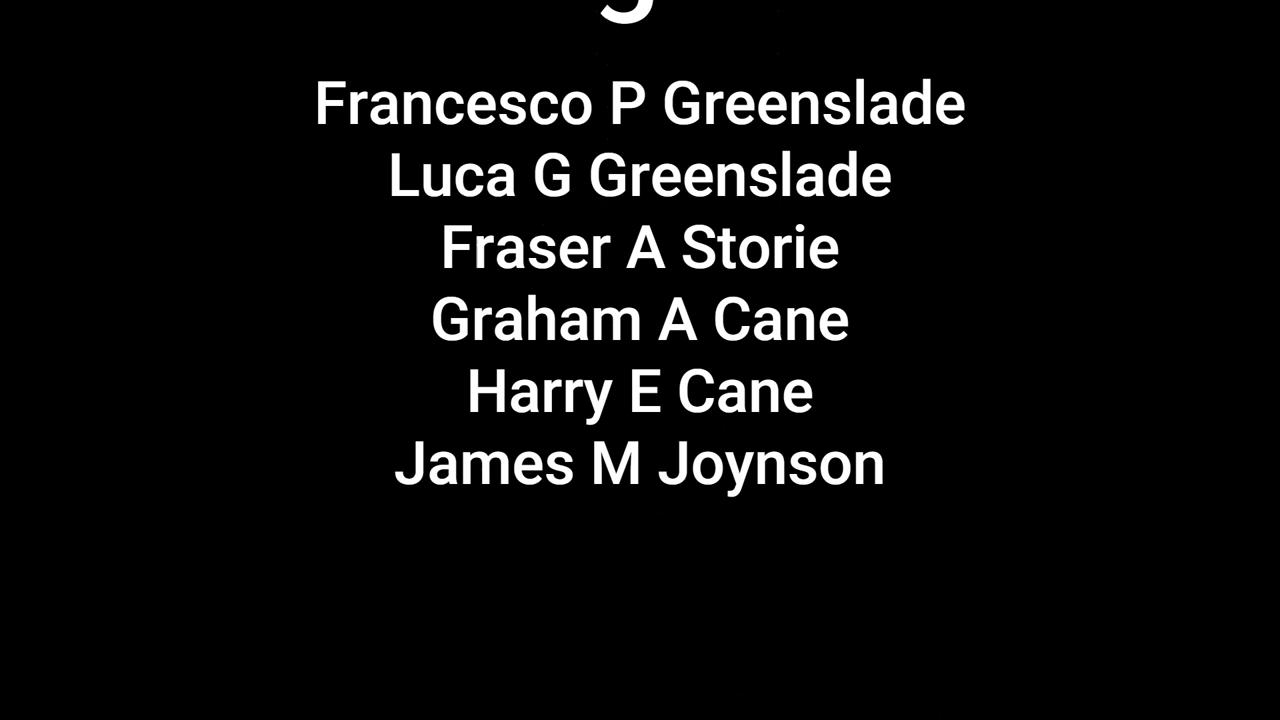 Francesco P Greenslade
Luca G Greenslade
Fraser A Storie
Graham A Cane
Harry E Cane
James M Joynson